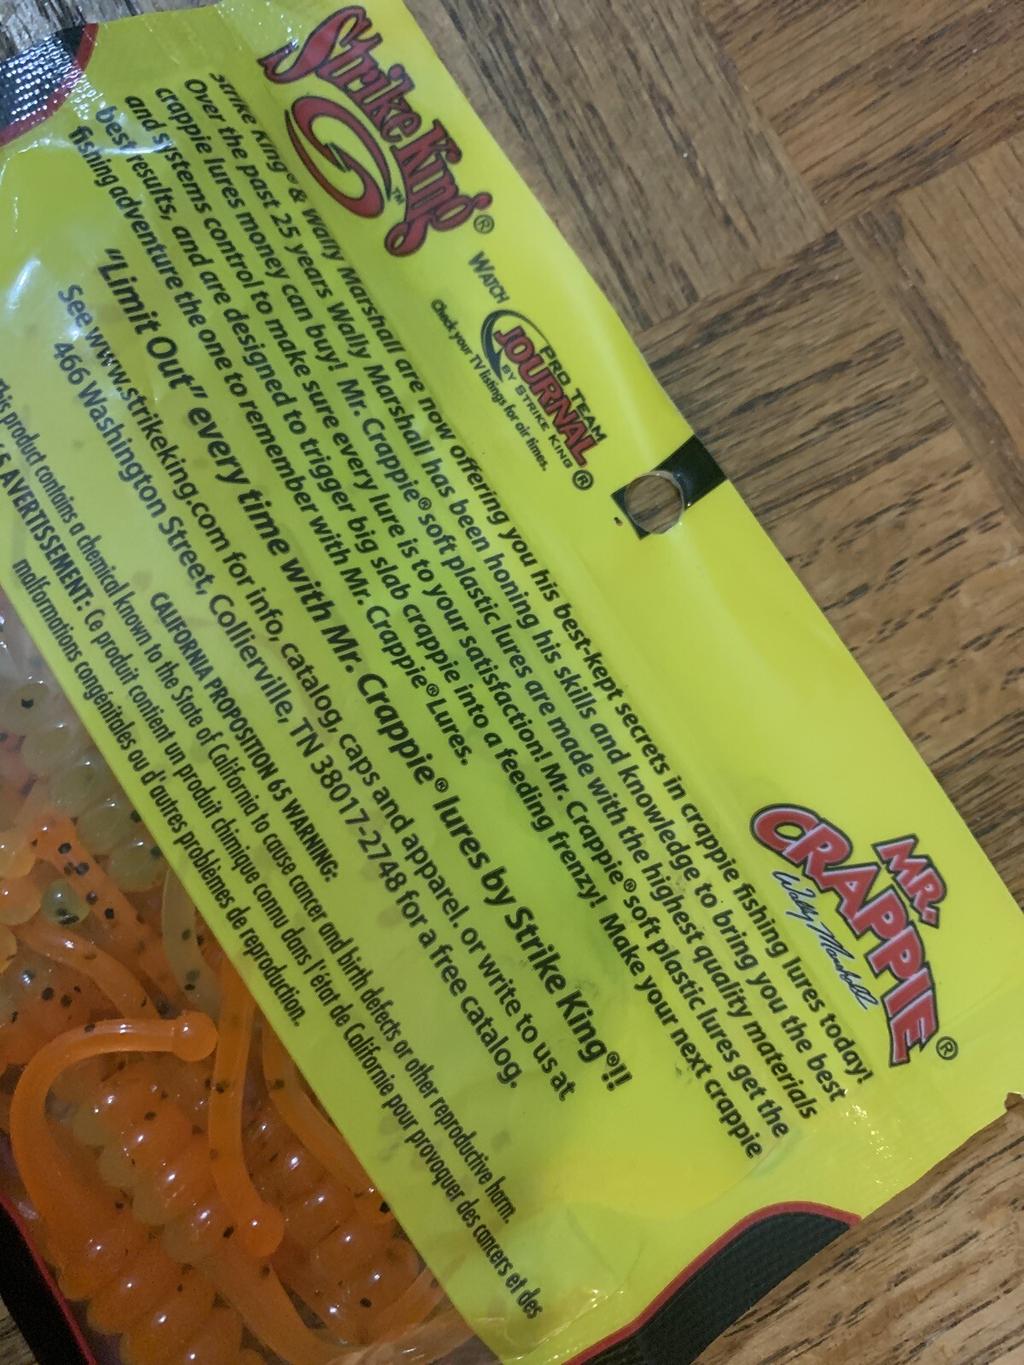 Strike King®
TM
WATCH
PRO TEAM
JOURNAL®
BY STRIKE KING
Check your TV listings for air times.
MR.
CRAPPIE®
Wally Marshall
Strike King® & Wally Marshall are now offering you his best-kept secrets in crappie fishing lures today!
Over the past 25 years Wally Marshall has been honing his skills and knowledge to bring you the best
crappie lures money can buy! Mr. Crappie® soft plastic lures are made with the highest quality materials
and systems control to make sure every lure is to your satisfaction! Mr. Crappie® soft plastic lures get the
best results, and are designed to trigger big slab crappie into a feeding frenzy! Make your next crappie
fishing adventure the one to remember with Mr. Crappie® Lures.
"Limit Out" every time with Mr. Crappie® lures by Strike King®!!
See www.strikeking.com for info, catalog, caps and apparel. or write to us at
466 Washington Street, Collierville, TN 38017-2748 for a free catalog.
CALIFORNIA PROPOSITION 65 WARNING:
This product contains a chemical known to the State of California to cause cancer and birth defects or other reproductive harm.
65 AVERTISSEMENT: Ce produit contient un produit chimique connu dans l'état de Californie pour provoquer des cancers et des
malformations congénitales ou d'autres problèmes de reproduction.